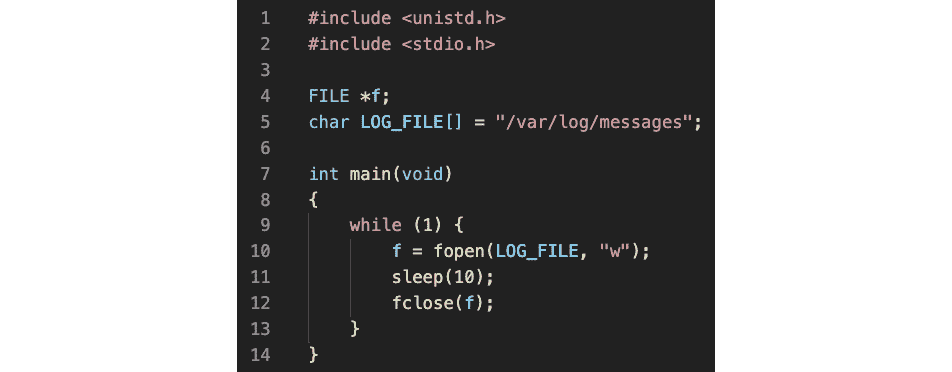 1 #include <unistd.h>
2 #include <stdio.h>
3
4 FILE *f;
5 char LOG_FILE[] = "/var/log/messages";
6
7 int main(void)
8 {
9     while (1) {
10         f = fopen(LOG_FILE, "w");
11         sleep(10);
12         fclose(f);
13     }
14 }